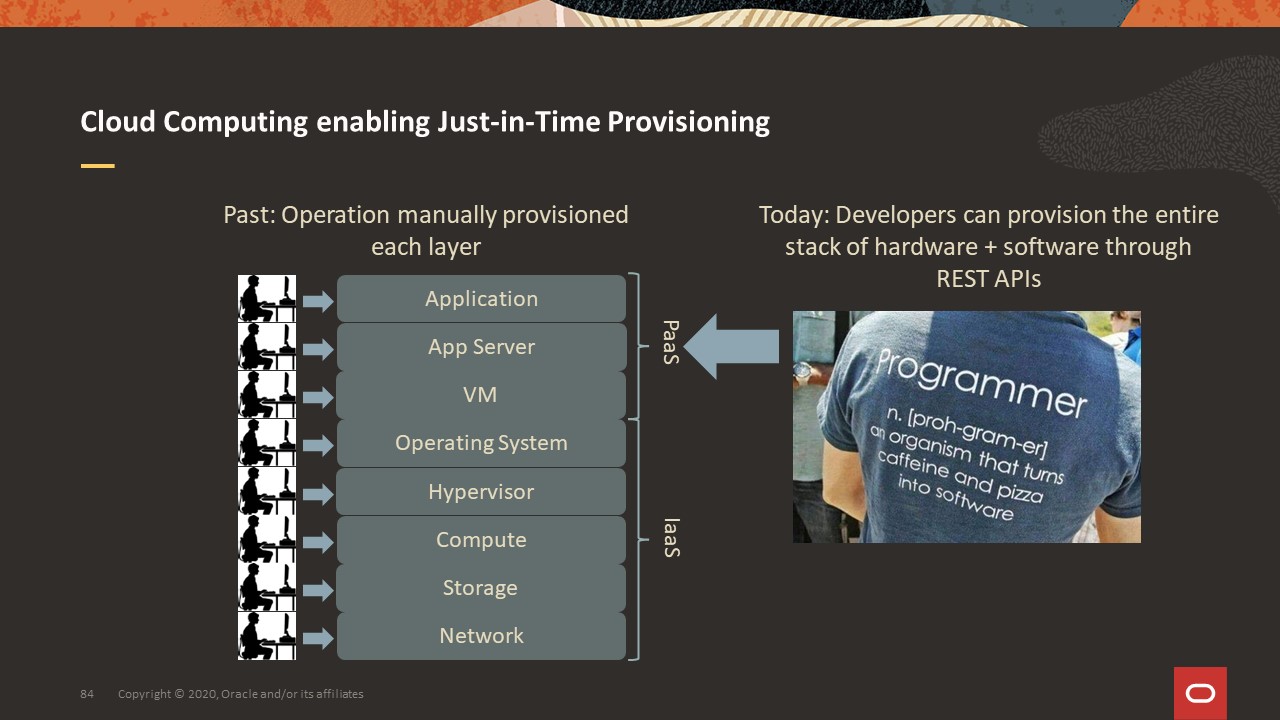 Cloud Computing enabling Just-in-Time Provisioning
Past: Operation manually provisioned
each layer
Application
App Server
VM
Operating System
Hypervisor
Compute
Storage
Network
PaaS
IaaS
Today: Developers can provision the entire
stack of hardware + software through
REST APIs
Programmer
n. [proh-gram-er]
an organism that turns
caffeine and pizza
into software
84
Copyright © 2020, Oracle and/or its affiliates